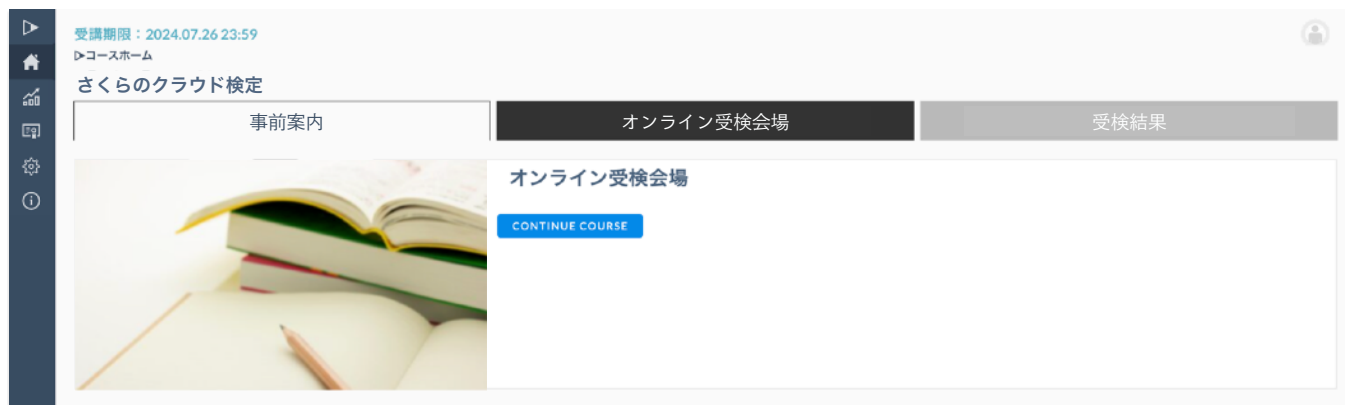 受講期限：2024.07.26 23:59
コースホーム
さくらのクラウド検定
事前案内
オンライン受検会場
受検結果
オンライン受検会場
CONTINUE COURSE